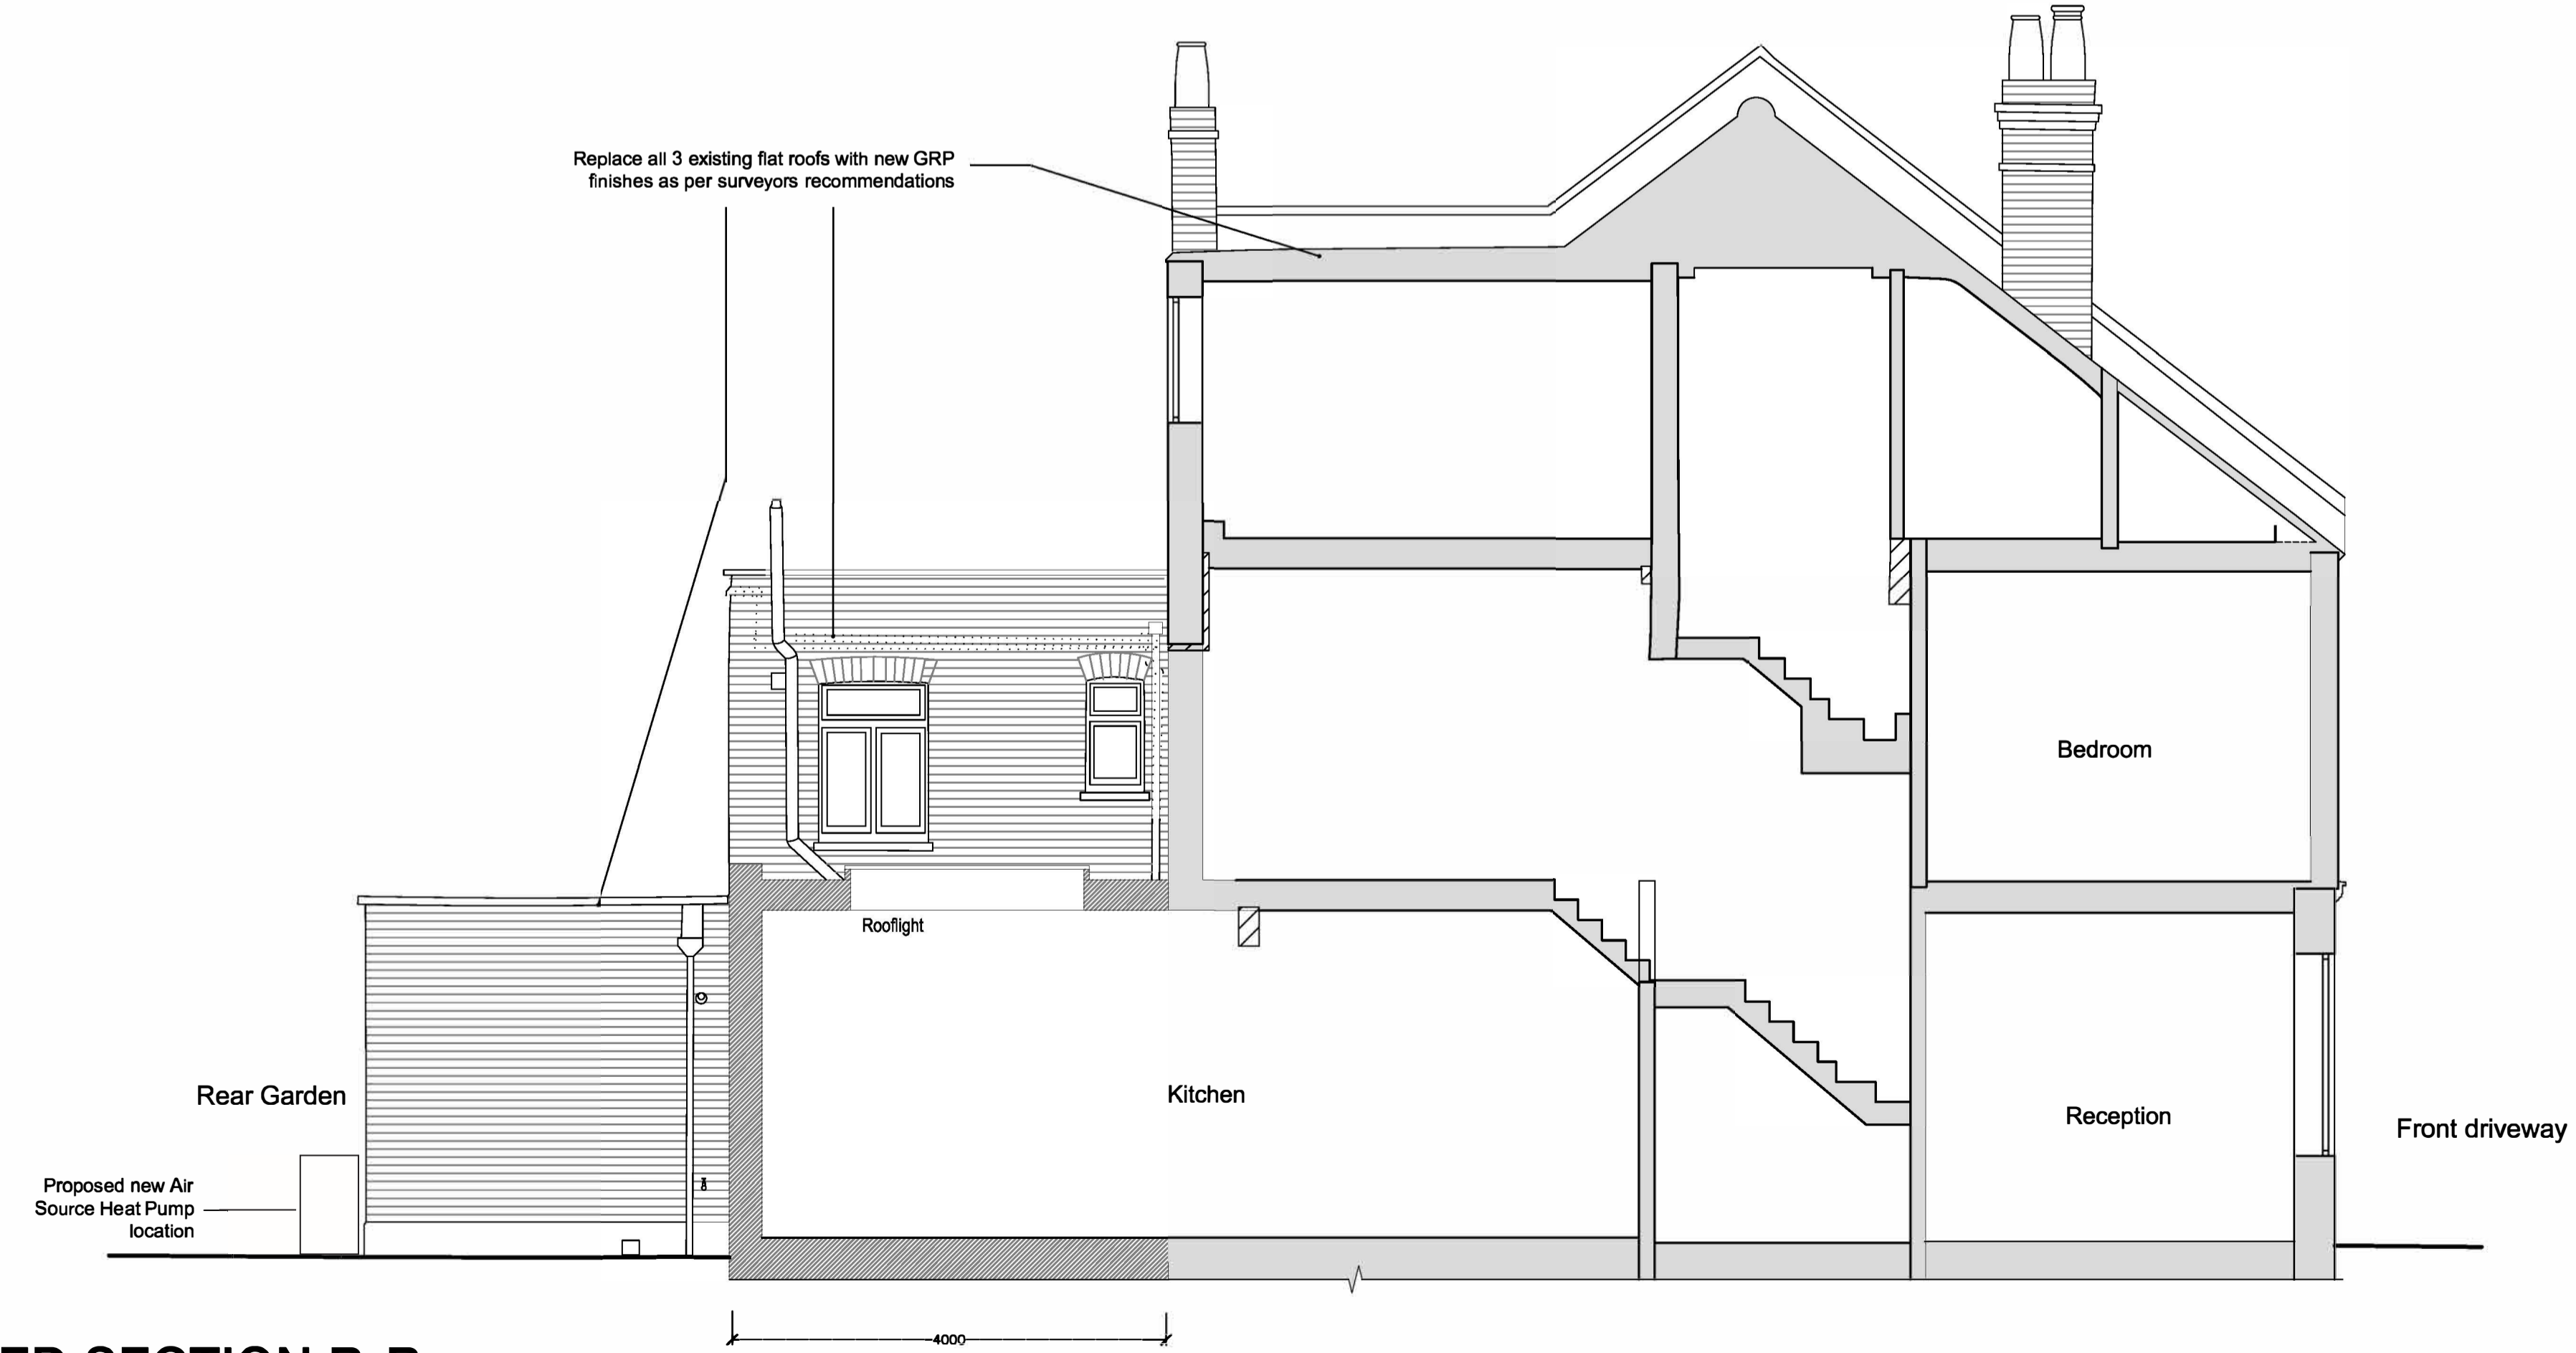 Replace all 3 existing flat roofs with new GRP
finishes as per surveyors recommendations
Bedroom
Rooflight
Rear Garden
Kitchen
Reception
Front driveway
Proposed new Air
Source Heat Pump
location
4000
SECTION B-B